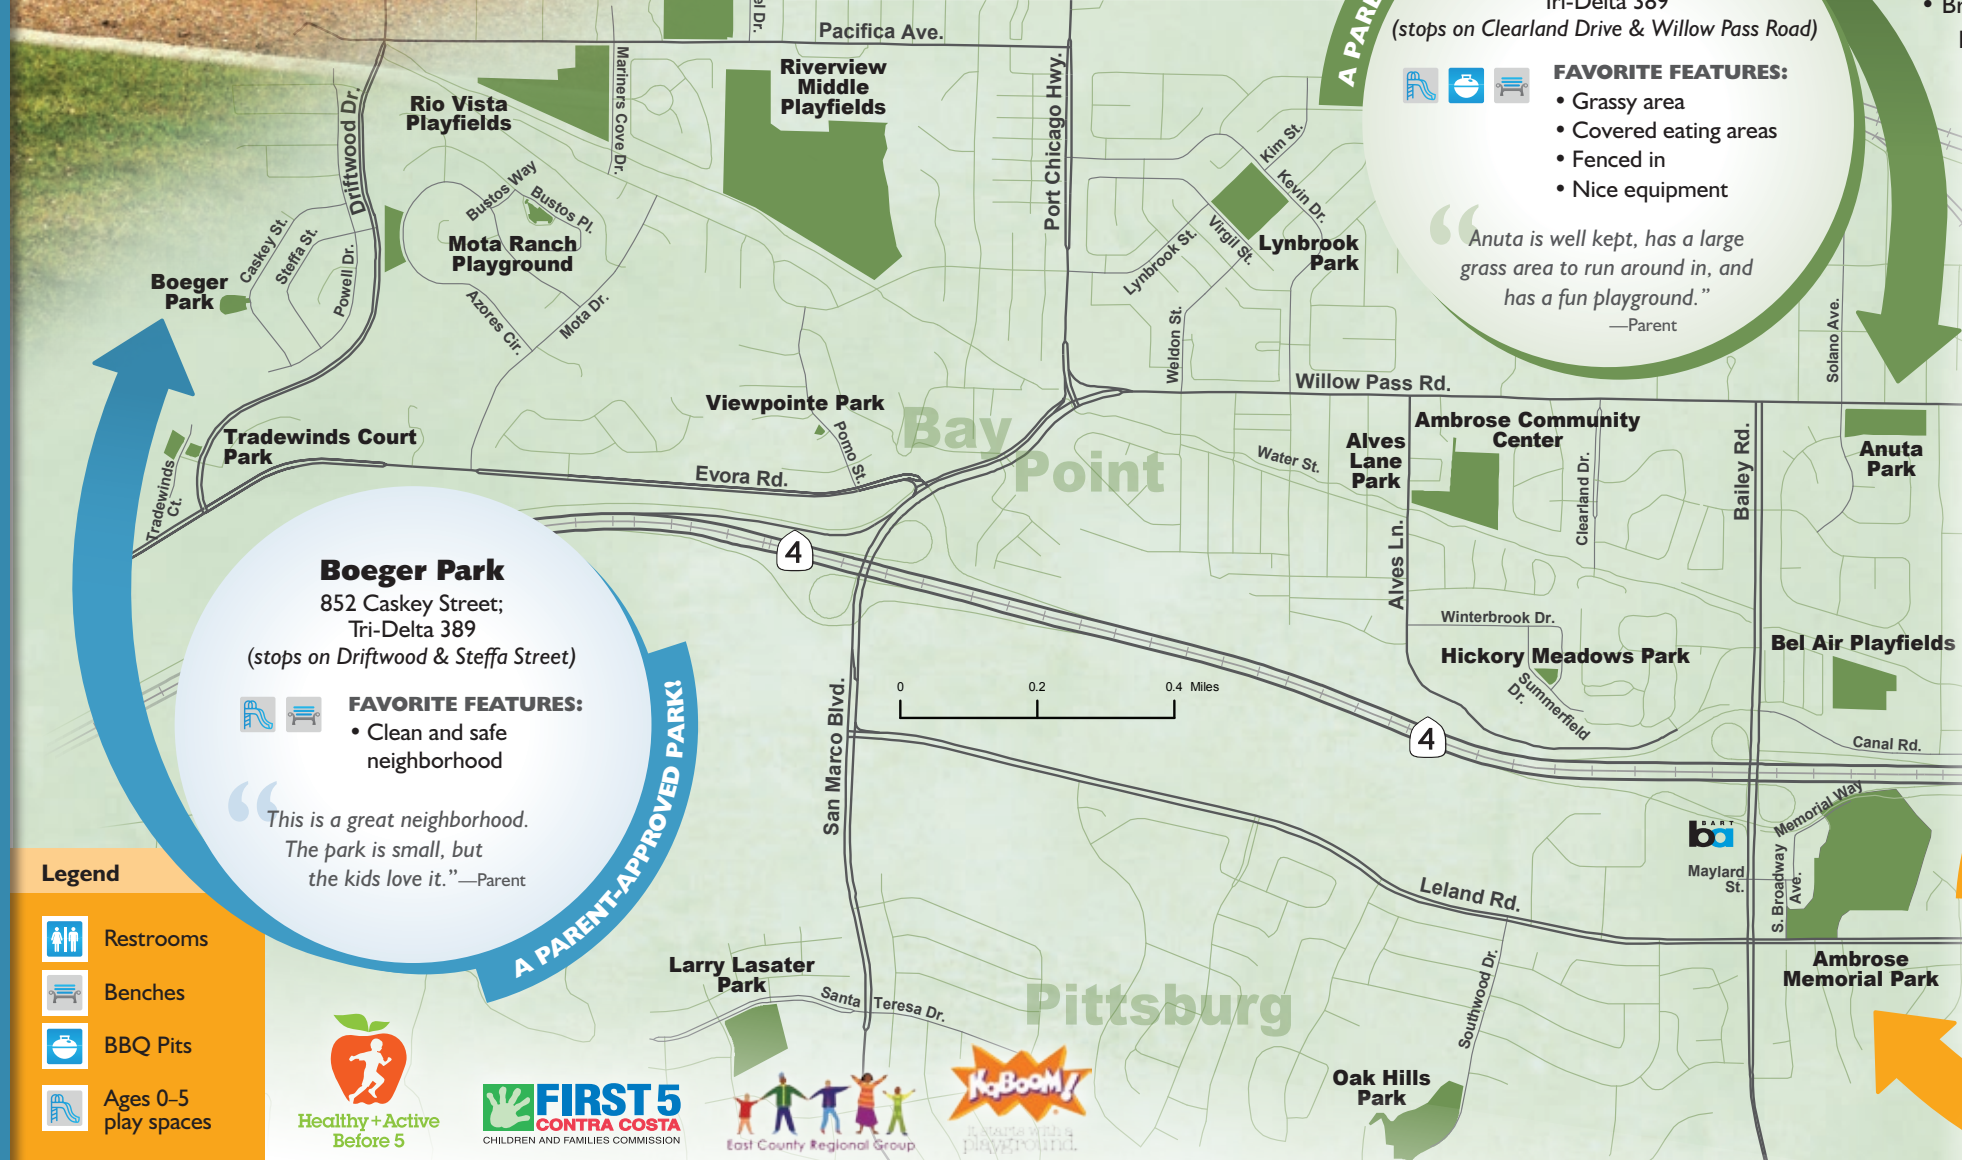 el Dr.
Pacifica Ave.
Mariners Cove Dr.
Rio Vista
Playfields
Riverview
Middle
Playfields
Driftwood Dr.
Port Chicago Hwy.
Bustos Way
Bustos Pl.
Mota Ranch
Playground
Caskey St.
Steffa St.
Powell Dr.
Boeger
Park
Azores Cir.
Mota Dr.
Kim St.
Kevin Dr.
Virgil St.
Lynbrook St.
Lynbrook
Park
Weldon St.
Willow Pass Rd.
Solano Ave.
A PARE
Tri-Delta 389
(stops on Clearland Drive & Willow Pass Road)
FAVORITE FEATURES:
• Grassy area
• Covered eating areas
• Fenced in
• Nice equipment
“Anuta is well kept, has a large
grass area to run around in, and
has a fun playground.”
—Parent
• Br
Viewpointe Park
Pomo St.
Bay
Point
Tradewinds Court
Park
Tradewinds
Ct.
Evora Rd.
Water St.
Alves
Lane
Park
Ambrose Community
Center
Clearland Dr.
Bailey Rd.
Anuta
Park
Alves Ln.
4
Winterbrook Dr.
Hickory Meadows Park
Summerfield
Dr.
Bel Air Playfields
Boeger Park
852 Caskey Street;
Tri-Delta 389
(stops on Driftwood & Steffa Street)
FAVORITE FEATURES:
• Clean and safe
neighborhood
“This is a great neighborhood.
The park is small, but
the kids love it.”—Parent
A PARENT-APPROVED PARK!
San Marco Blvd.
0 0.2 0.4 Miles
4
Canal Rd.
Memorial Way
BART
ba
Maylard
St.
S. Broadway
Ave.
Leland Rd.
Ambrose
Memorial Park
Larry Lasater
Park
Santa Teresa Dr.
Pittsburg
Southwood Dr.
Oak Hills
Park
Legend
Restrooms
Benches
BBQ Pits
Ages 0–5
play spaces
Healthy+Active
Before 5
FIRST 5
CONTRA COSTA
CHILDREN AND FAMILIES COMMISSION
East County Regional Group
KaBOOM!
it starts with a
playground.